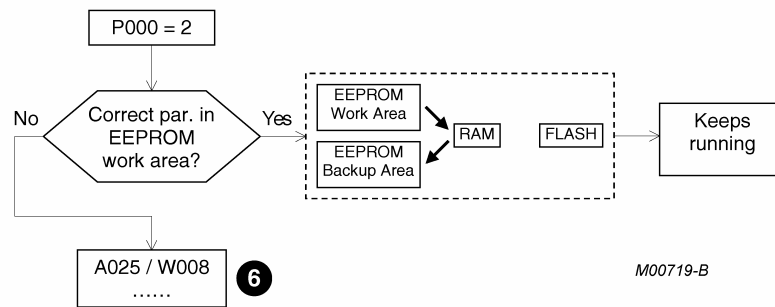 P000 = 2
No
Correct par. in
EEPROM
work area?
Yes
EEPROM
Work Area
EEPROM
Backup Area
RAM
FLASH
Keeps
running
A025 / W008
......
6
M00719-B